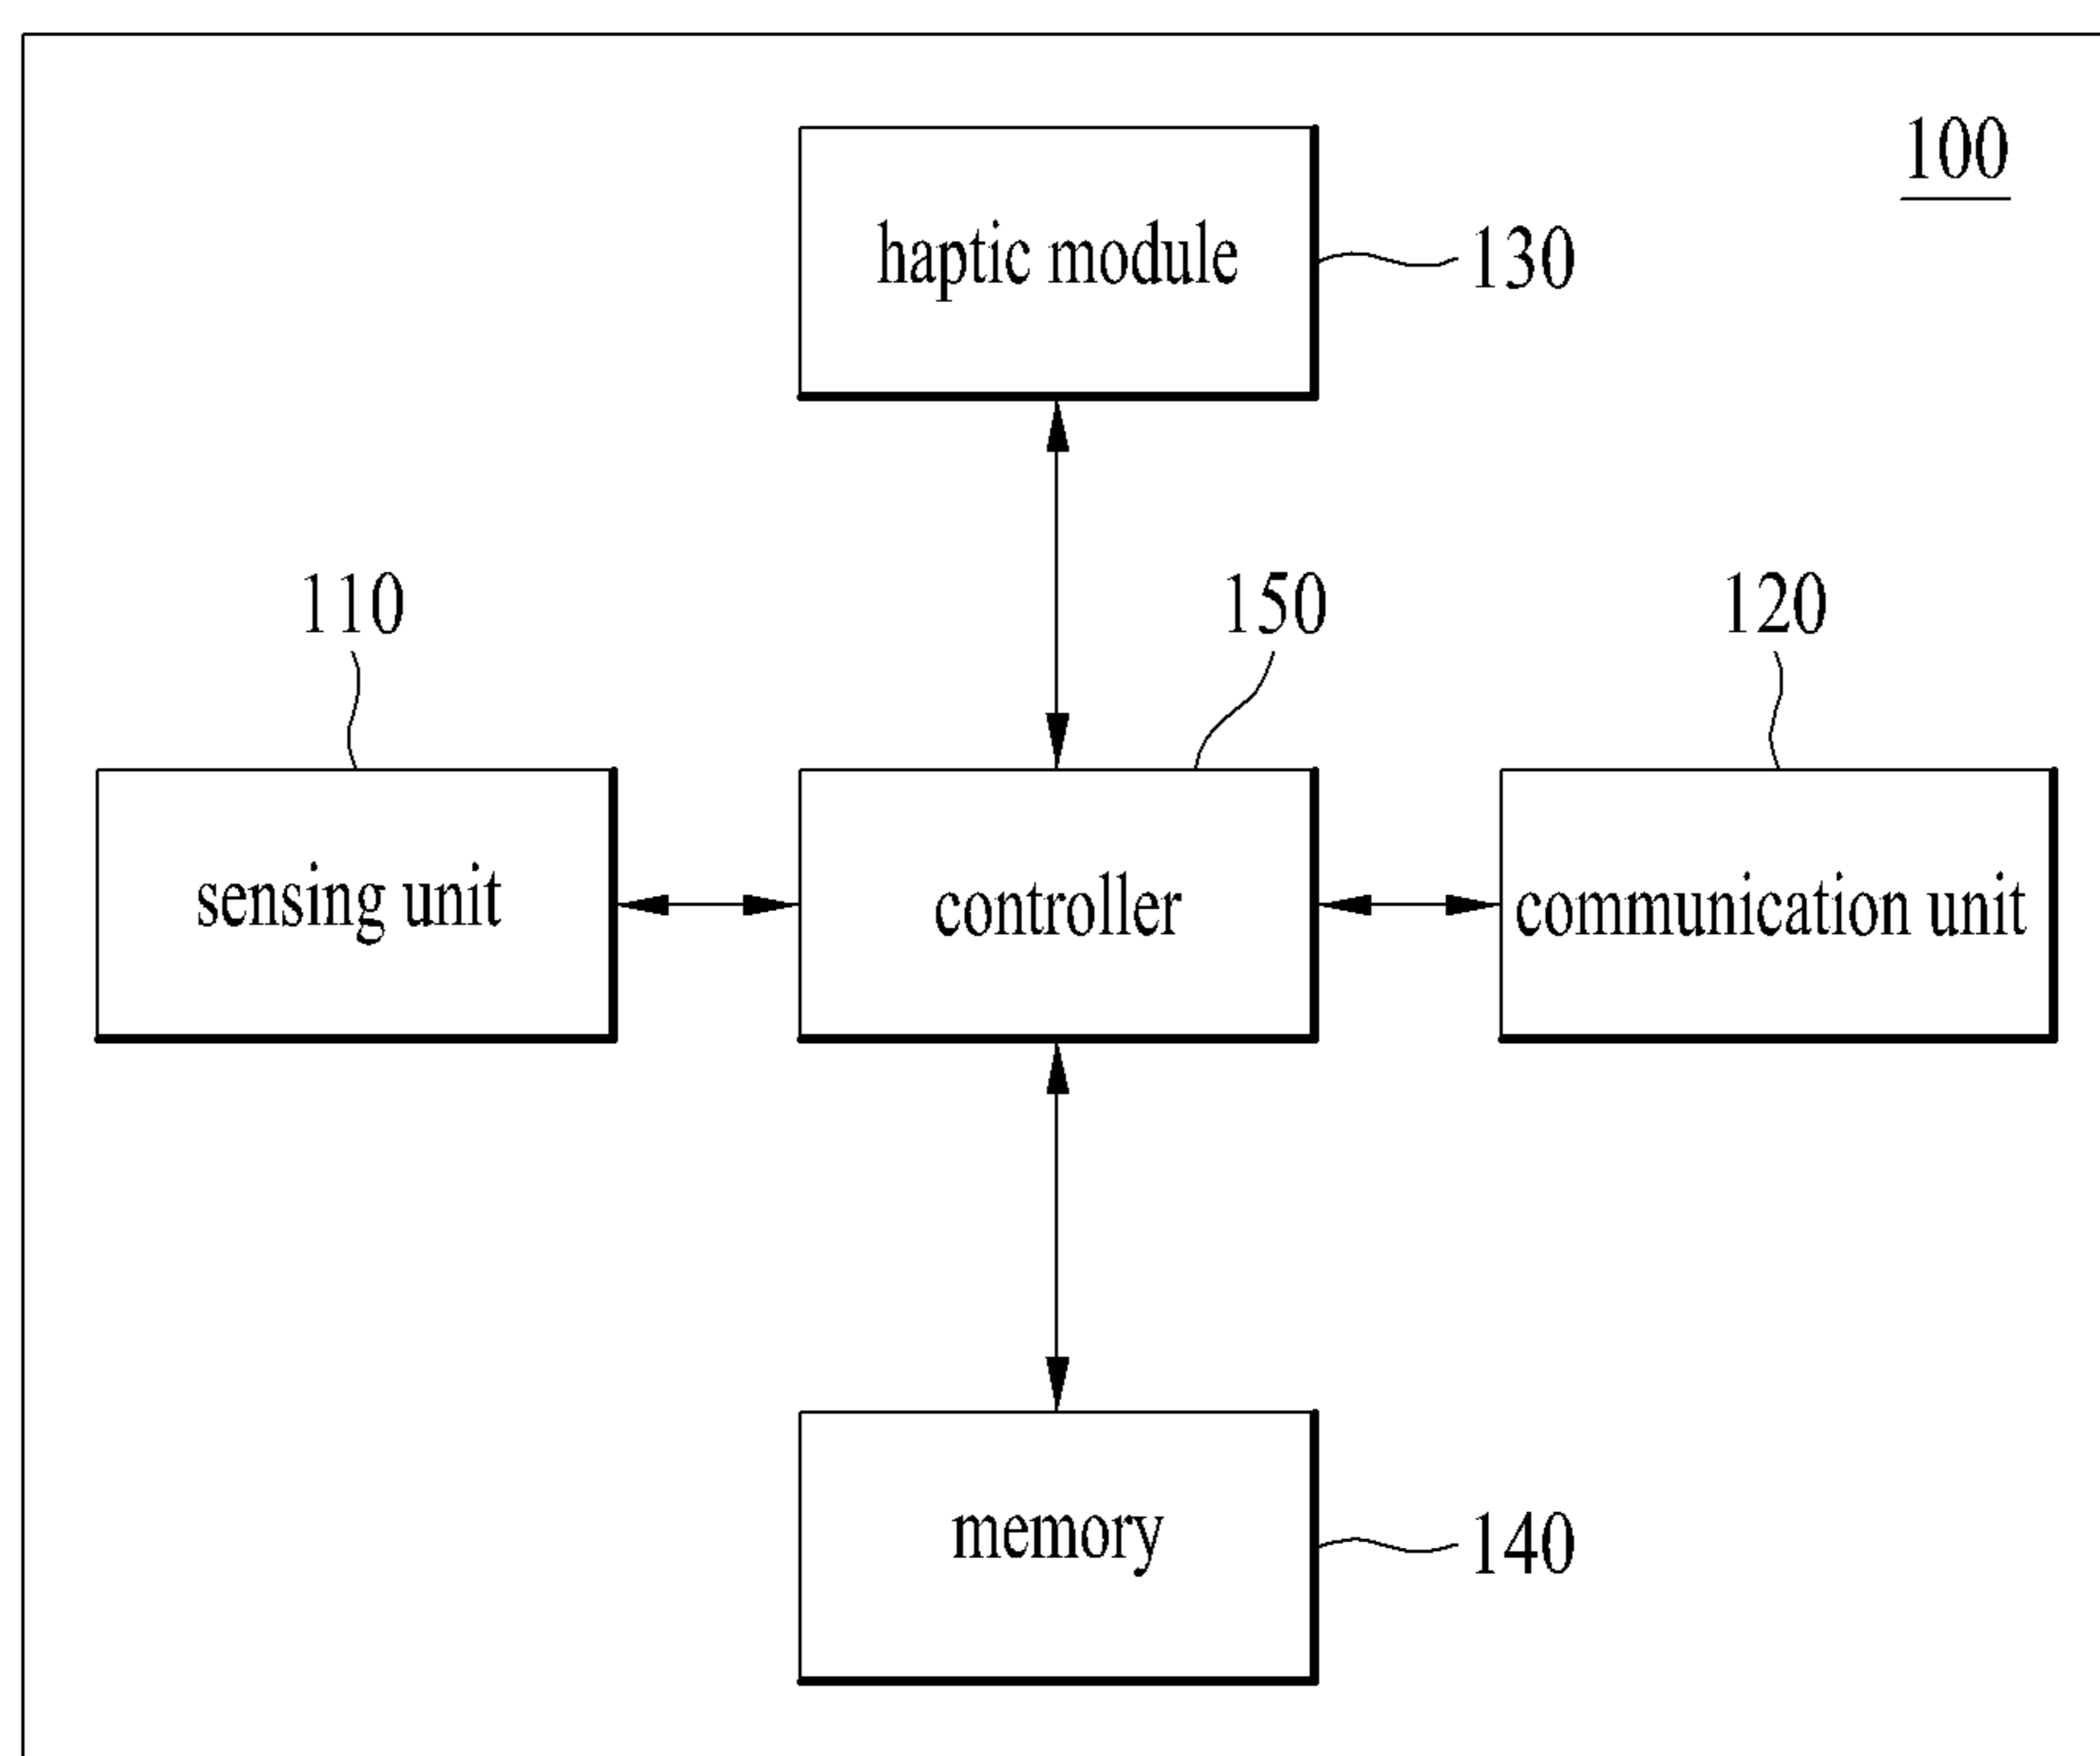 100
haptic module
130
110
150
120
sensing unit
controller
communication unit
memory
140